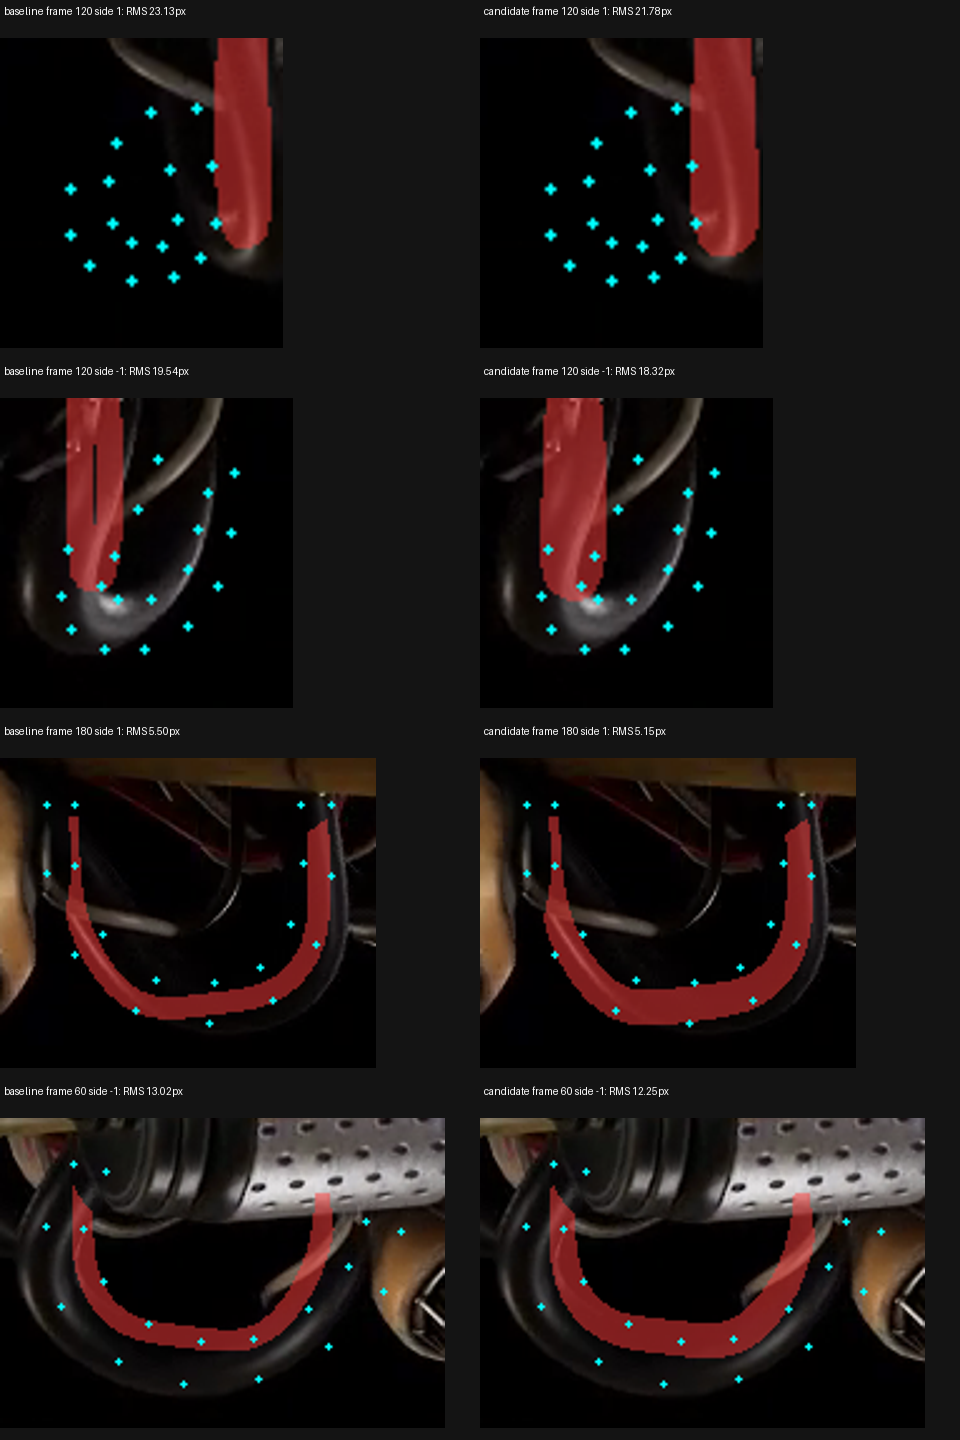 baseline frame 120 side 1: RMS 23.13px
candidate frame 120 side 1: RMS 21.78px
baseline frame 120 side -1: RMS 19.54px
candidate frame 120 side -1: RMS 18.32px
baseline frame 180 side 1: RMS 5.50px
candidate frame 180 side 1: RMS 5.15px
baseline frame 60 side -1: RMS 13.02px
candidate frame 60 side -1: RMS 12.25px